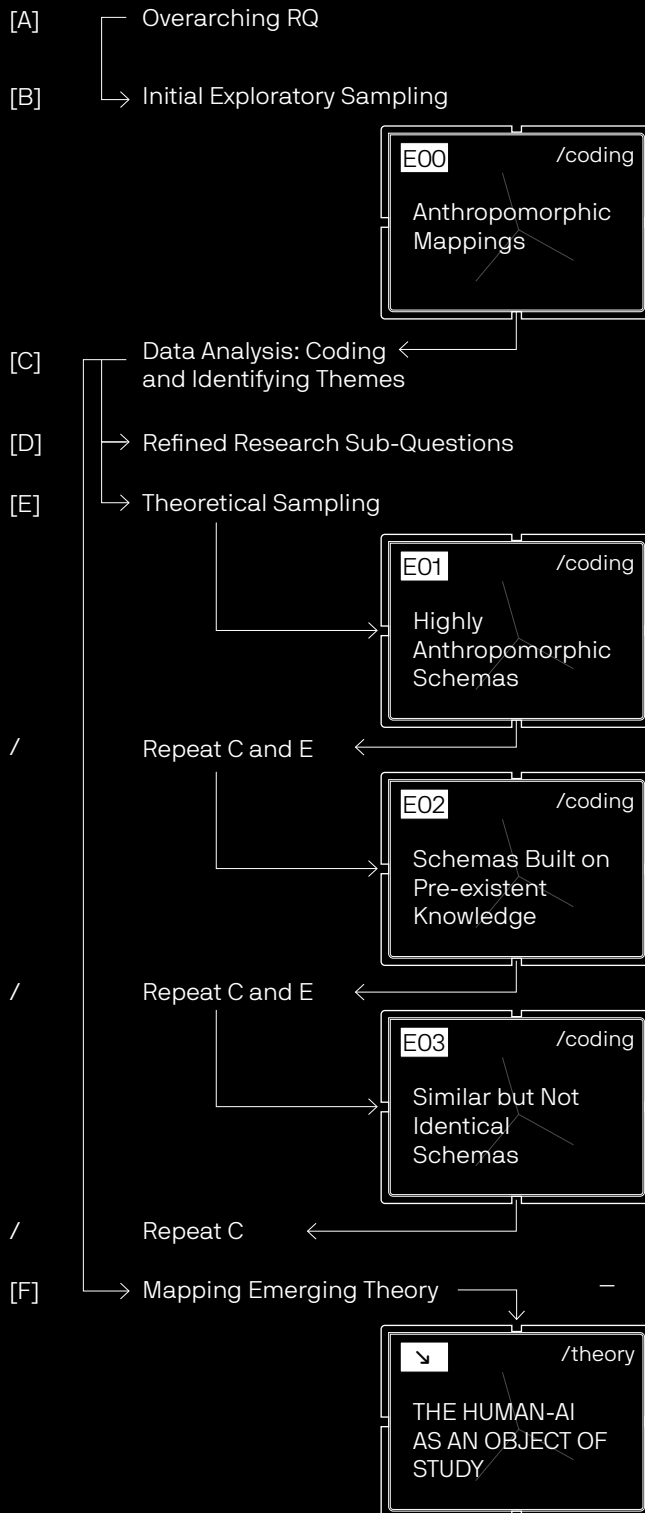 [A] Overarching RQ
[B] Initial Exploratory Sampling
E00 /coding
Anthropomorphic
Mappings
[C] Data Analysis: Coding
and Identifying Themes
[D] Refined Research Sub-Questions
[E] Theoretical Sampling
E01 /coding
Highly
Anthropomorphic
Schemas
/ Repeat C and E
E02 /coding
Schemas Built on
Pre-existent
Knowledge
/ Repeat C and E
E03 /coding
Similar but Not
Identical
Schemas
/ Repeat C
[F] Mapping Emerging Theory –
↘ /theory
THE HUMAN-AI
AS AN OBJECT OF
STUDY